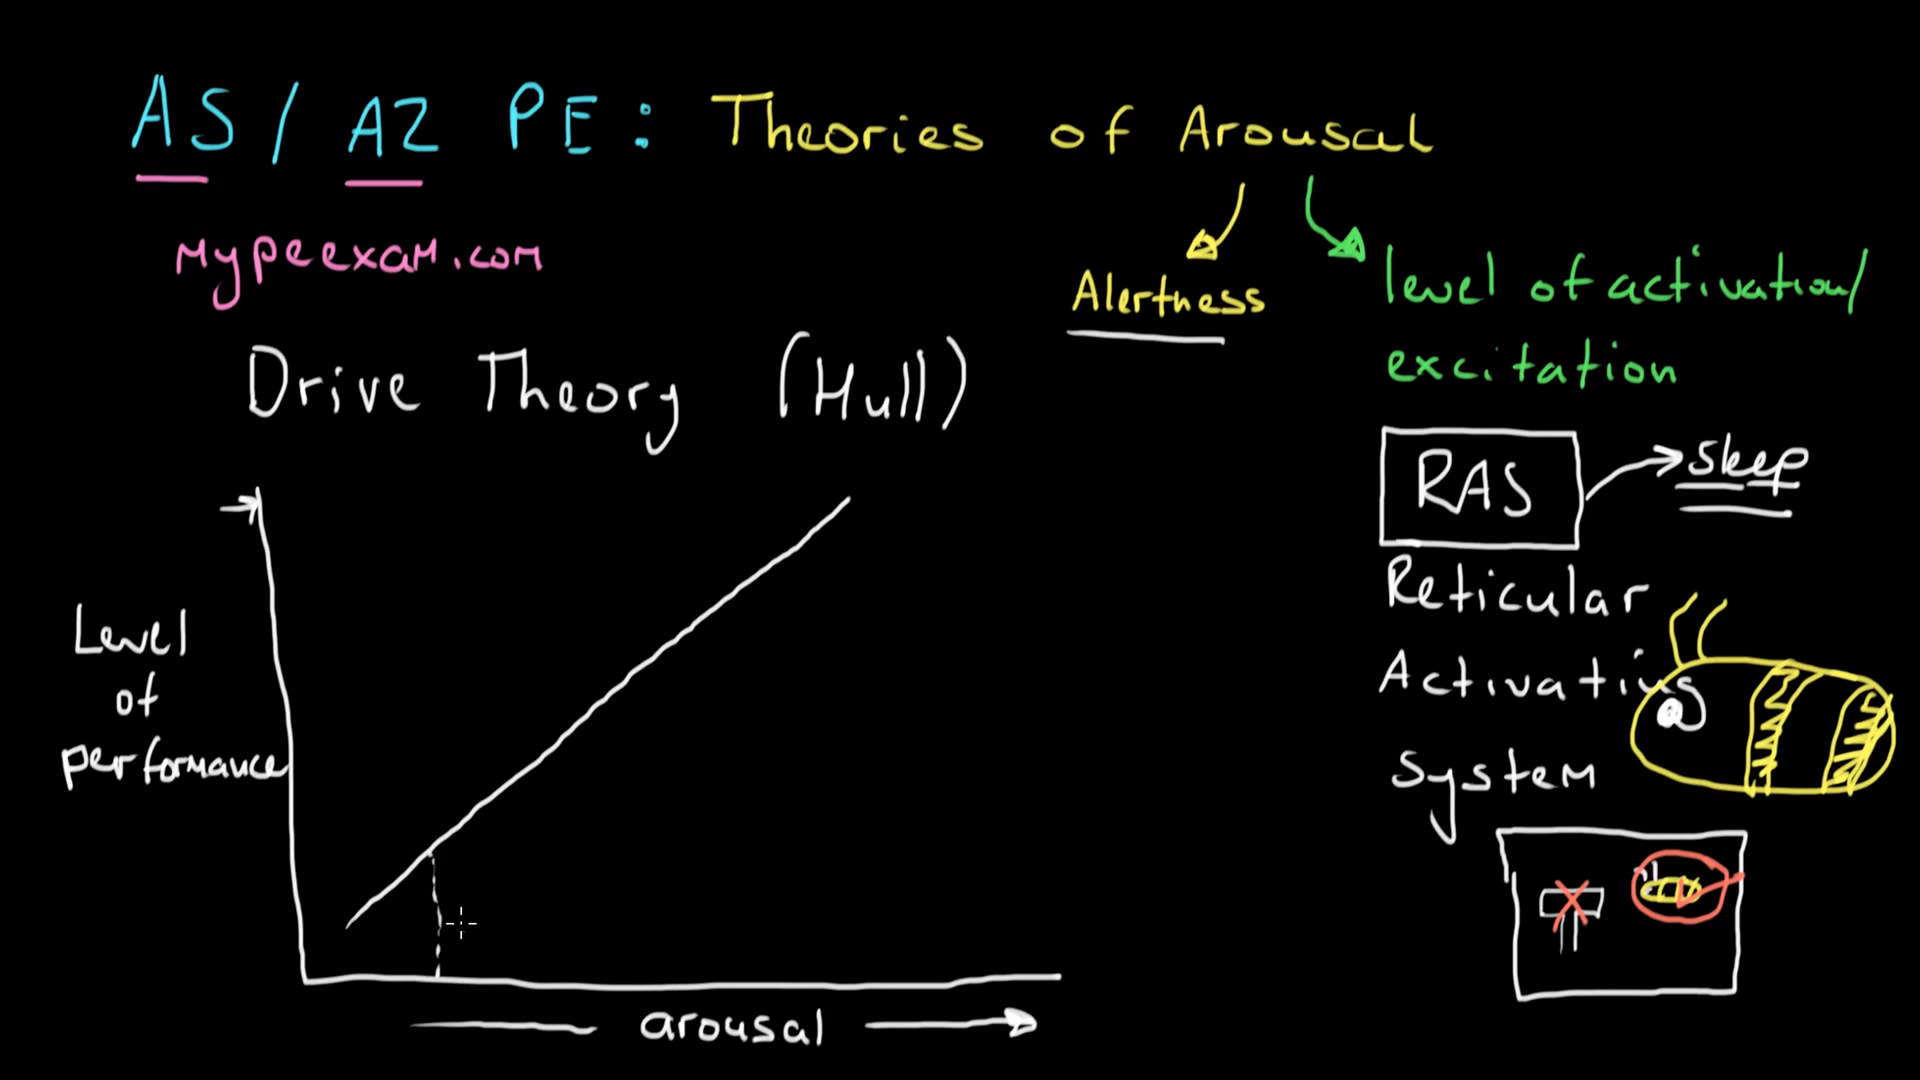 AS/ A2 PE: Theories of Arousal
mypeexam.com
Alertness
level of activation/
excitation
Drive Theory (Hull)
RAS
sleep
Reticular
Activating
System
Level
of
performance
arousal